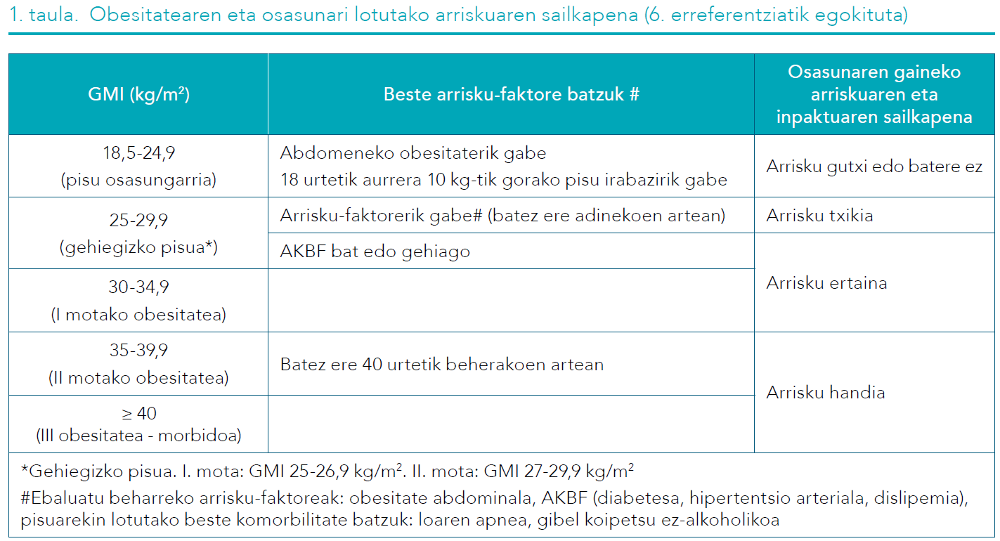 1. taula. Obesitatearen eta osasunari lotutako arriskuaren sailkapena (6. erreferentziatik egokituta)
GMI (kg/m²)
Beste arrisku-faktore batzuk #
Osasunaren gaineko
arriskuaren eta
inpaktuaren sailkapena
18,5-24,9
(pisu osasungarria)
Abdomeneko obesitaterik gabe
18 urtetik aurrera 10 kg-tik gorako pisu irabazirik gabe
Arrisku gutxi edo batere ez
25-29,9
(gehiegizko pisua*)
Arrisku-faktorerik gabe# (batez ere adinekoen artean)
Arrisku txikia
AKBF bat edo gehiago
Arrisku ertaina
30-34,9
(I motako obesitatea)
35-39,9
(II motako obesitatea)
Batez ere 40 urtetik beherakoen artean
Arrisku handia
≥ 40
(III obesitatea - morbidoa)
*Gehiegizko pisua. I. mota: GMI 25-26,9 kg/m². II. mota: GMI 27-29,9 kg/m²
#Ebaluatu beharreko arrisku-faktoreak: obesitate abdominala, AKBF (diabetesa, hipertentsio arteriala, dislipemia),
pisuarekin lotutako beste komorbilitate batzuk: loaren apnea, gibel koipetsu ez-alkoholikoa